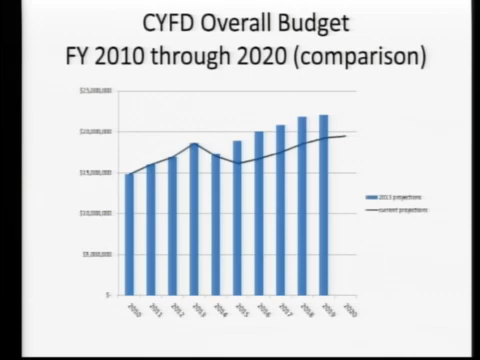 CYFD Overall Budget
FY 2010 through 2020 (comparison)
$25,000,000
$20,000,000
$15,000,000
$10,000,000
$5,000,000
$-
2013 projections
current projections
2010 2011 2012 2013 2014 2015 2016 2017 2018 2019 2020